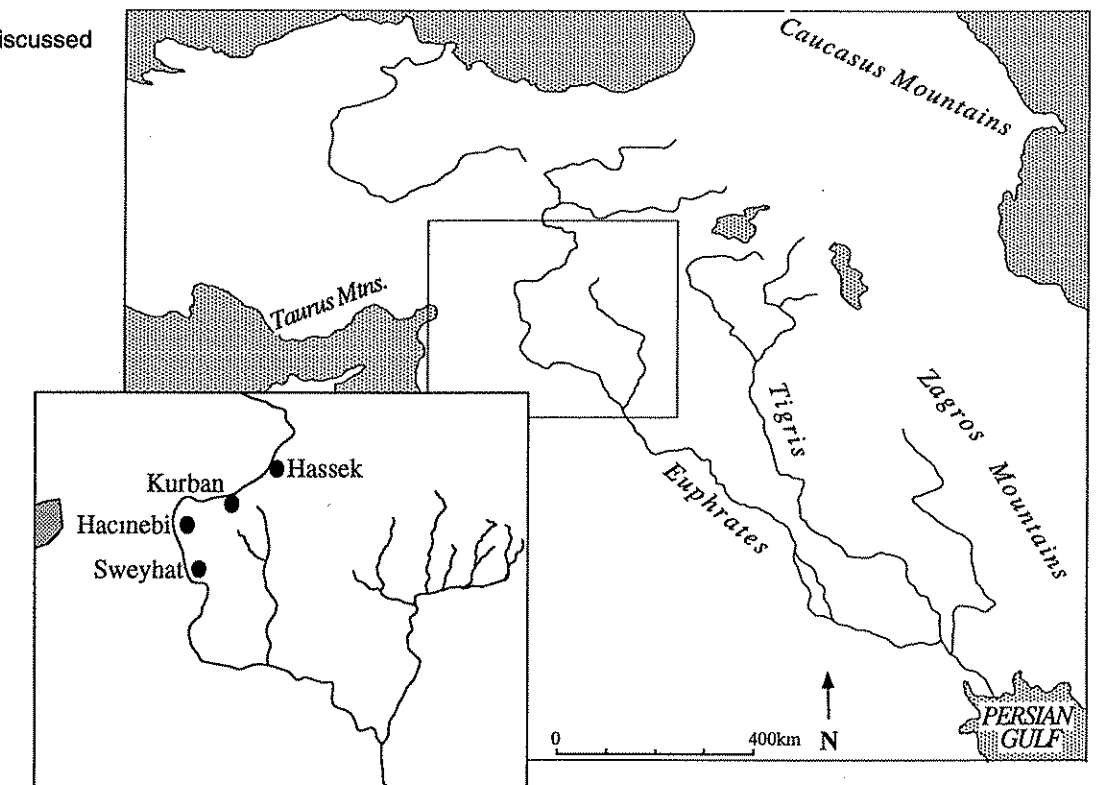 iscussed
Caucasus Mountains
Taurus Mtns.
Tigris
Zagros Mountains
Euphrates
Hassek
Kurban
Hacınebi
Sweyhat
0 400km N
PERSIAN
GULF